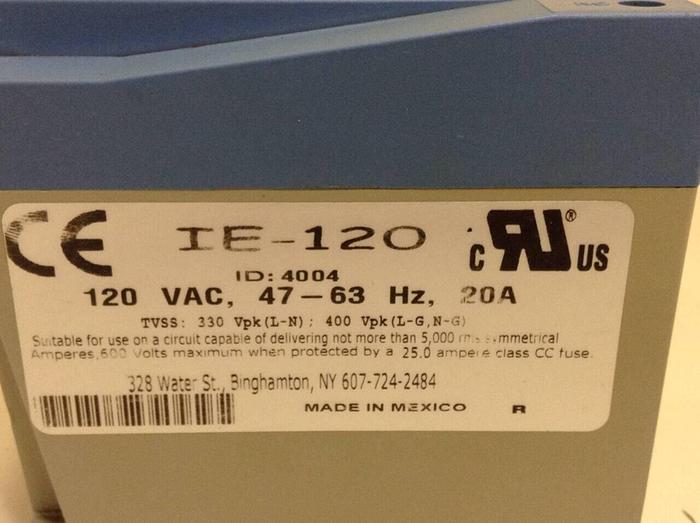 CE IE-120 c RU® US
ID: 4004
120 VAC, 47-63 Hz, 20A
TVSS: 330 Vpk(L-N); 400 Vpk(L-G,N-G)
Suitable for use on a circuit capable of delivering not more than 5,000 rms symmetrical
Amperes,600 Volts maximum when protected by a 25.0 ampere class CC fuse.
328 Water St., Binghamton, NY 607-724-2484
MADE IN MEXICO R